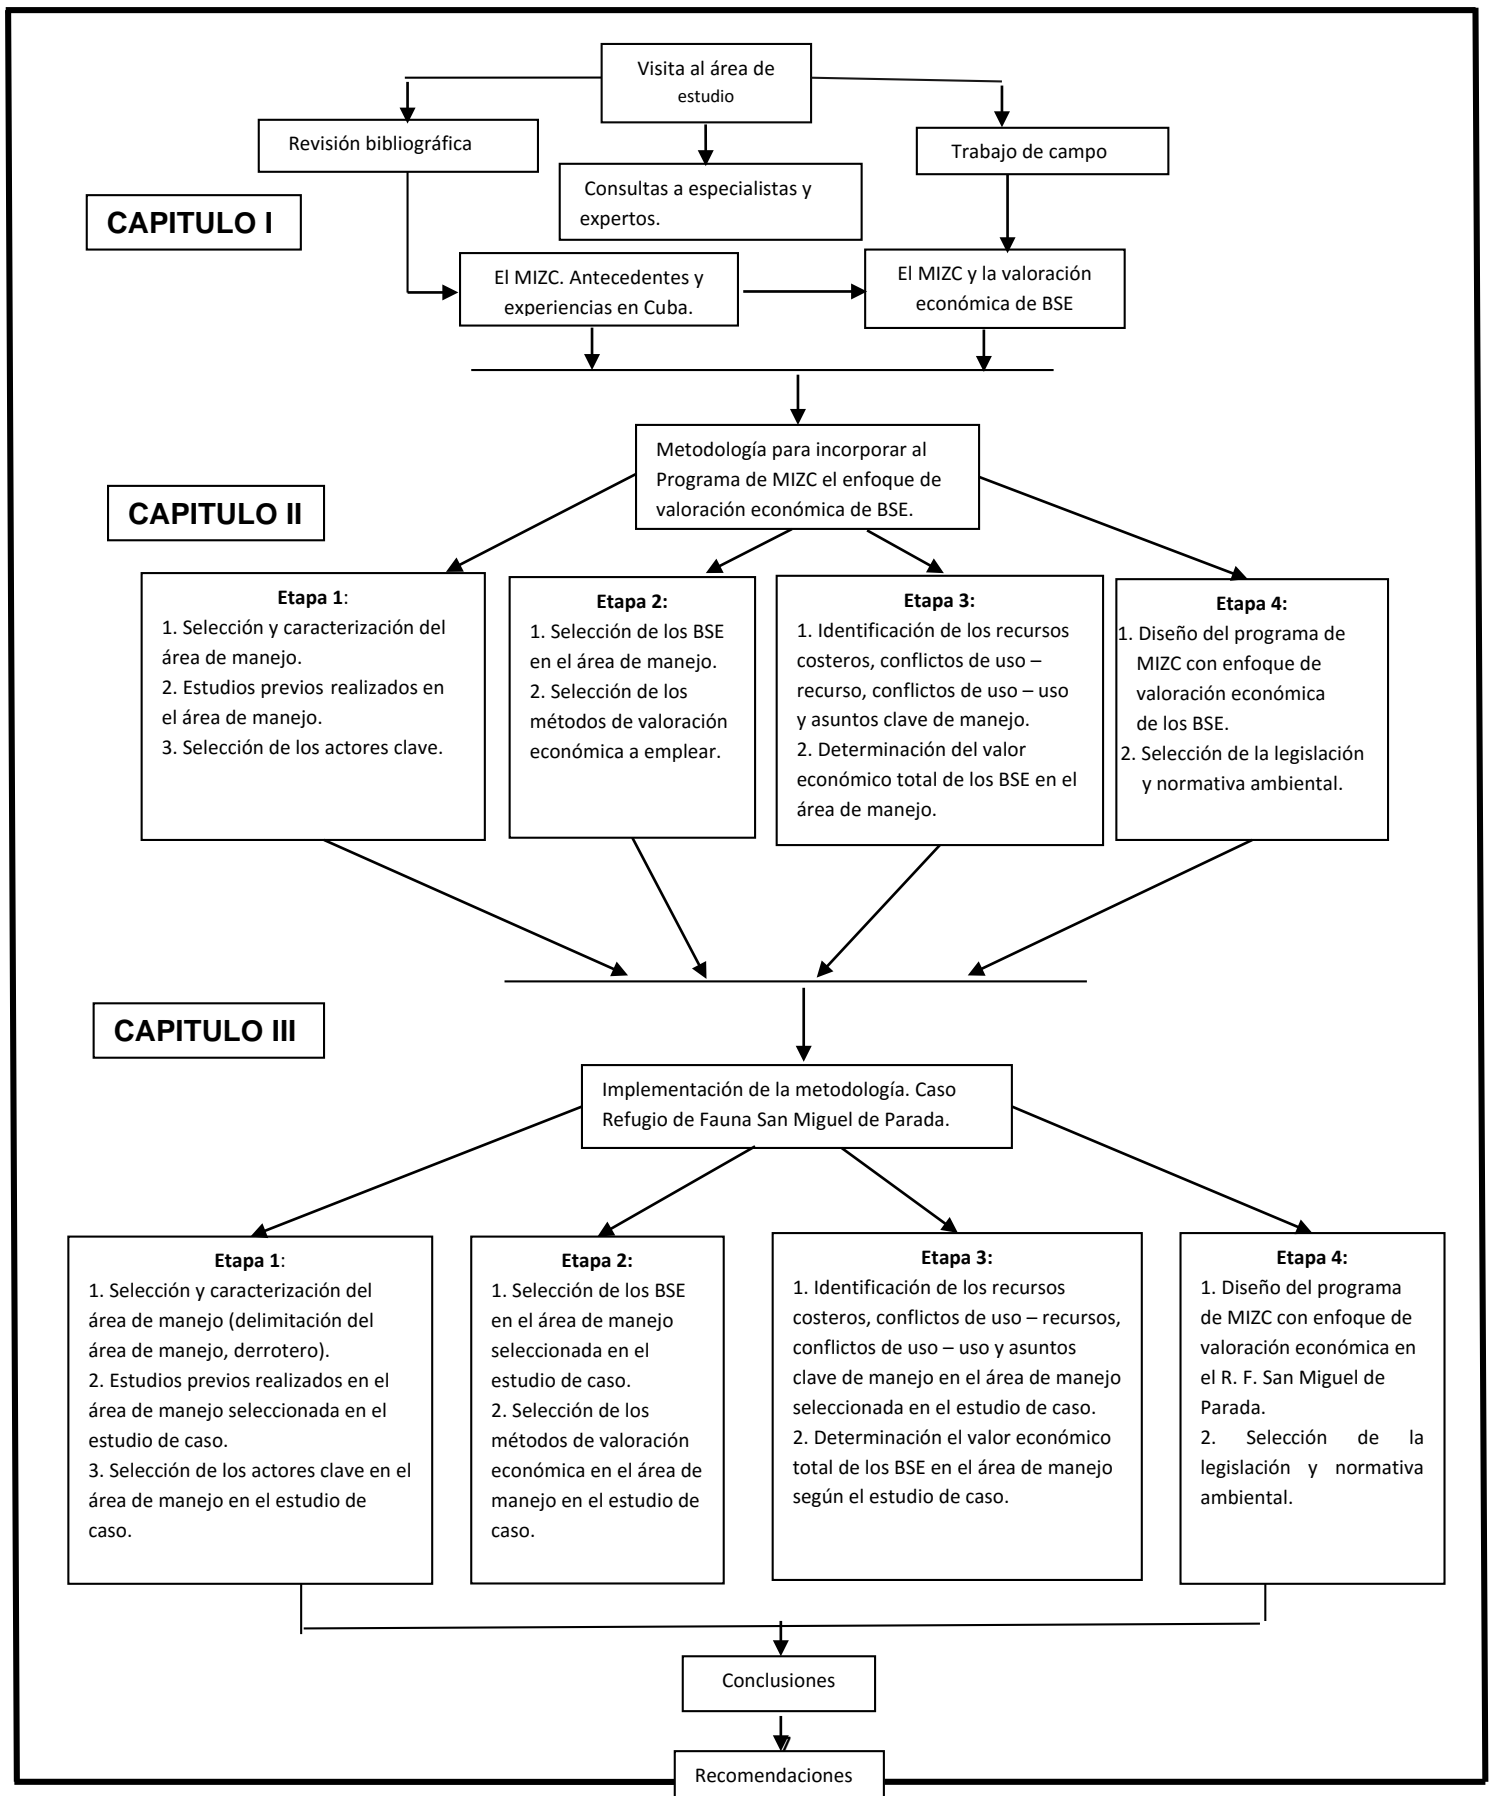 Visita al área de
estudio
Revisión bibliográfica
Trabajo de campo
Consultas a especialistas y
expertos.
CAPITULO I
El MIZC. Antecedentes y
experiencias en Cuba.
El MIZC y la valoración
económica de BSE
Metodología para incorporar al
Programa de MIZC el enfoque de
valoración económica de BSE.
CAPITULO II
Etapa 1:
1. Selección y caracterización del
área de manejo.
2. Estudios previos realizados en
el área de manejo.
3. Selección de los actores clave.
Etapa 2:
1. Selección de los BSE
en el área de manejo.
2. Selección de los
métodos de valoración
económica a emplear.
Etapa 3:
1. Identificación de los recursos
costeros, conflictos de uso –
recurso, conflictos de uso – uso
y asuntos clave de manejo.
2. Determinación del valor
económico total de los BSE en el
área de manejo.
Etapa 4:
1. Diseño del programa de
MIZC con enfoque de
valoración económica
de los BSE.
2. Selección de la legislación
y normativa ambiental.
CAPITULO III
Implementación de la metodología. Caso
Refugio de Fauna San Miguel de Parada.
Etapa 1:
1. Selección y caracterización del
área de manejo (delimitación del
área de manejo, derrotero).
2. Estudios previos realizados en el
área de manejo seleccionada en el
estudio de caso.
3. Selección de los actores clave en el
área de manejo en el estudio de
caso.
Etapa 2:
1. Selección de los BSE
en el área de manejo
seleccionada en el
estudio de caso.
2. Selección de los
métodos de valoración
económica en el área de
manejo en el estudio de
caso.
Etapa 3:
1. Identificación de los recursos
costeros, conflictos de uso – recursos,
conflictos de uso – uso y asuntos
clave de manejo en el área de manejo
seleccionada en el estudio de caso.
2. Determinación el valor económico
total de los BSE en el área de manejo
según el estudio de caso.
Etapa 4:
1. Diseño del programa
de MIZC con enfoque de
valoración económica en
el R. F. San Miguel de
Parada.
2. Selección de la
legislación y normativa
ambiental.
Conclusiones
Recomendaciones